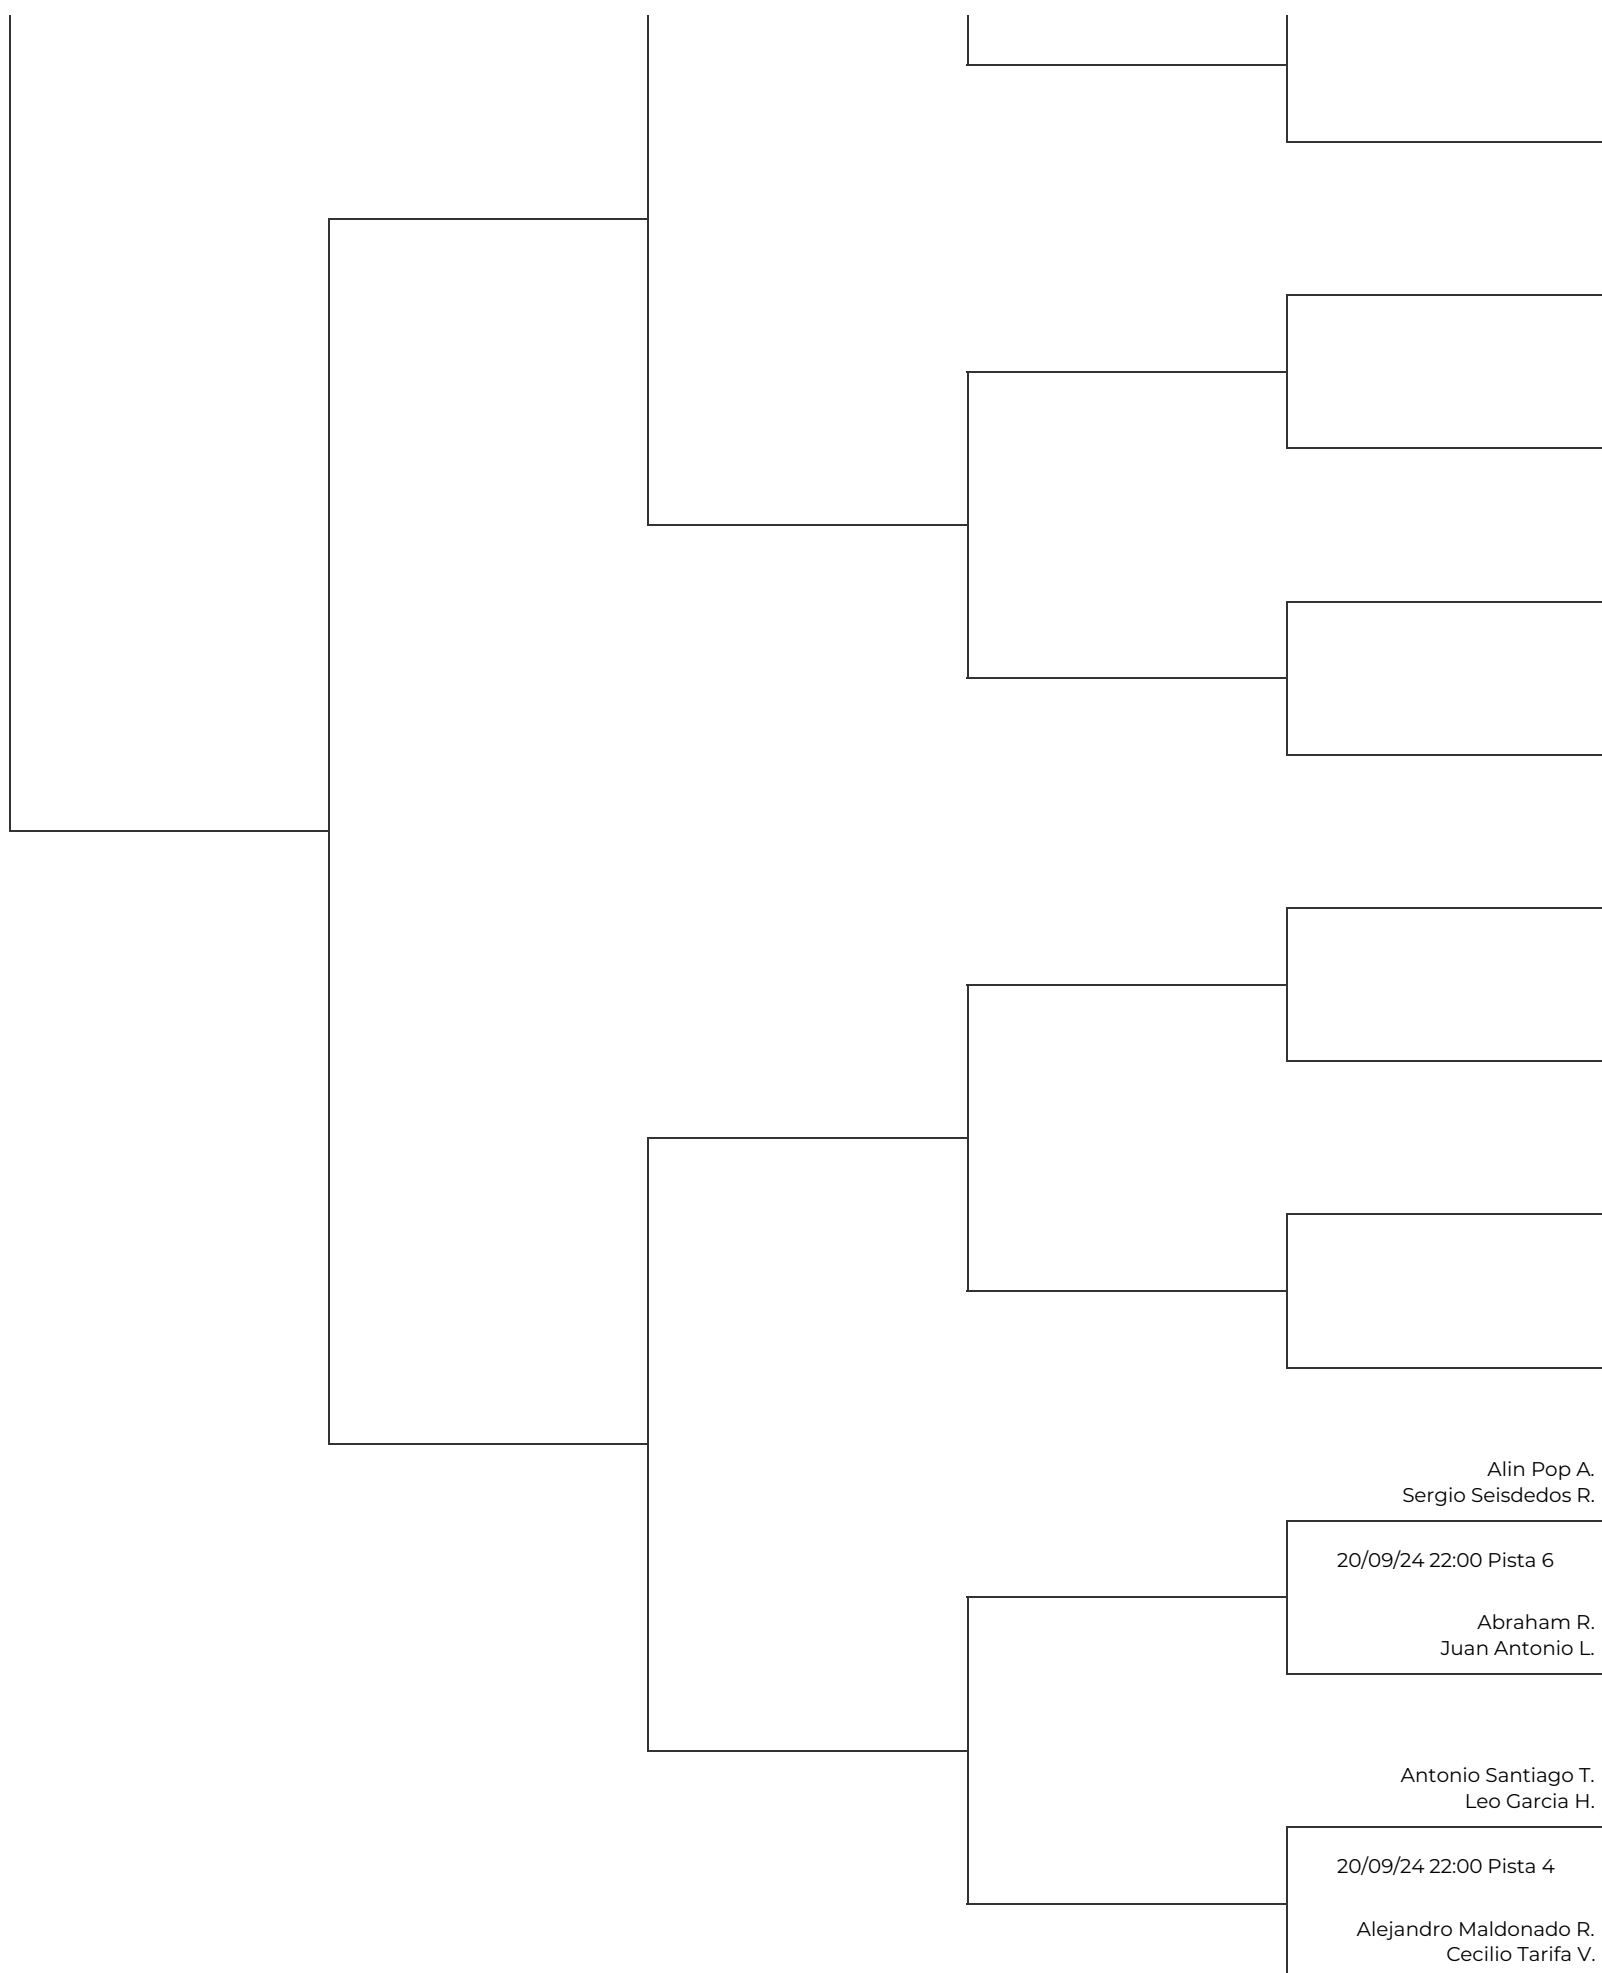 Alin Pop A.
Sergio Seisdedos R.
20/09/24 22:00 Pista 6
Abraham R.
Juan Antonio L.
Antonio Santiago T.
Leo Garcia H.
20/09/24 22:00 Pista 4
Alejandro Maldonado R.
Cecilio Tarifa V.